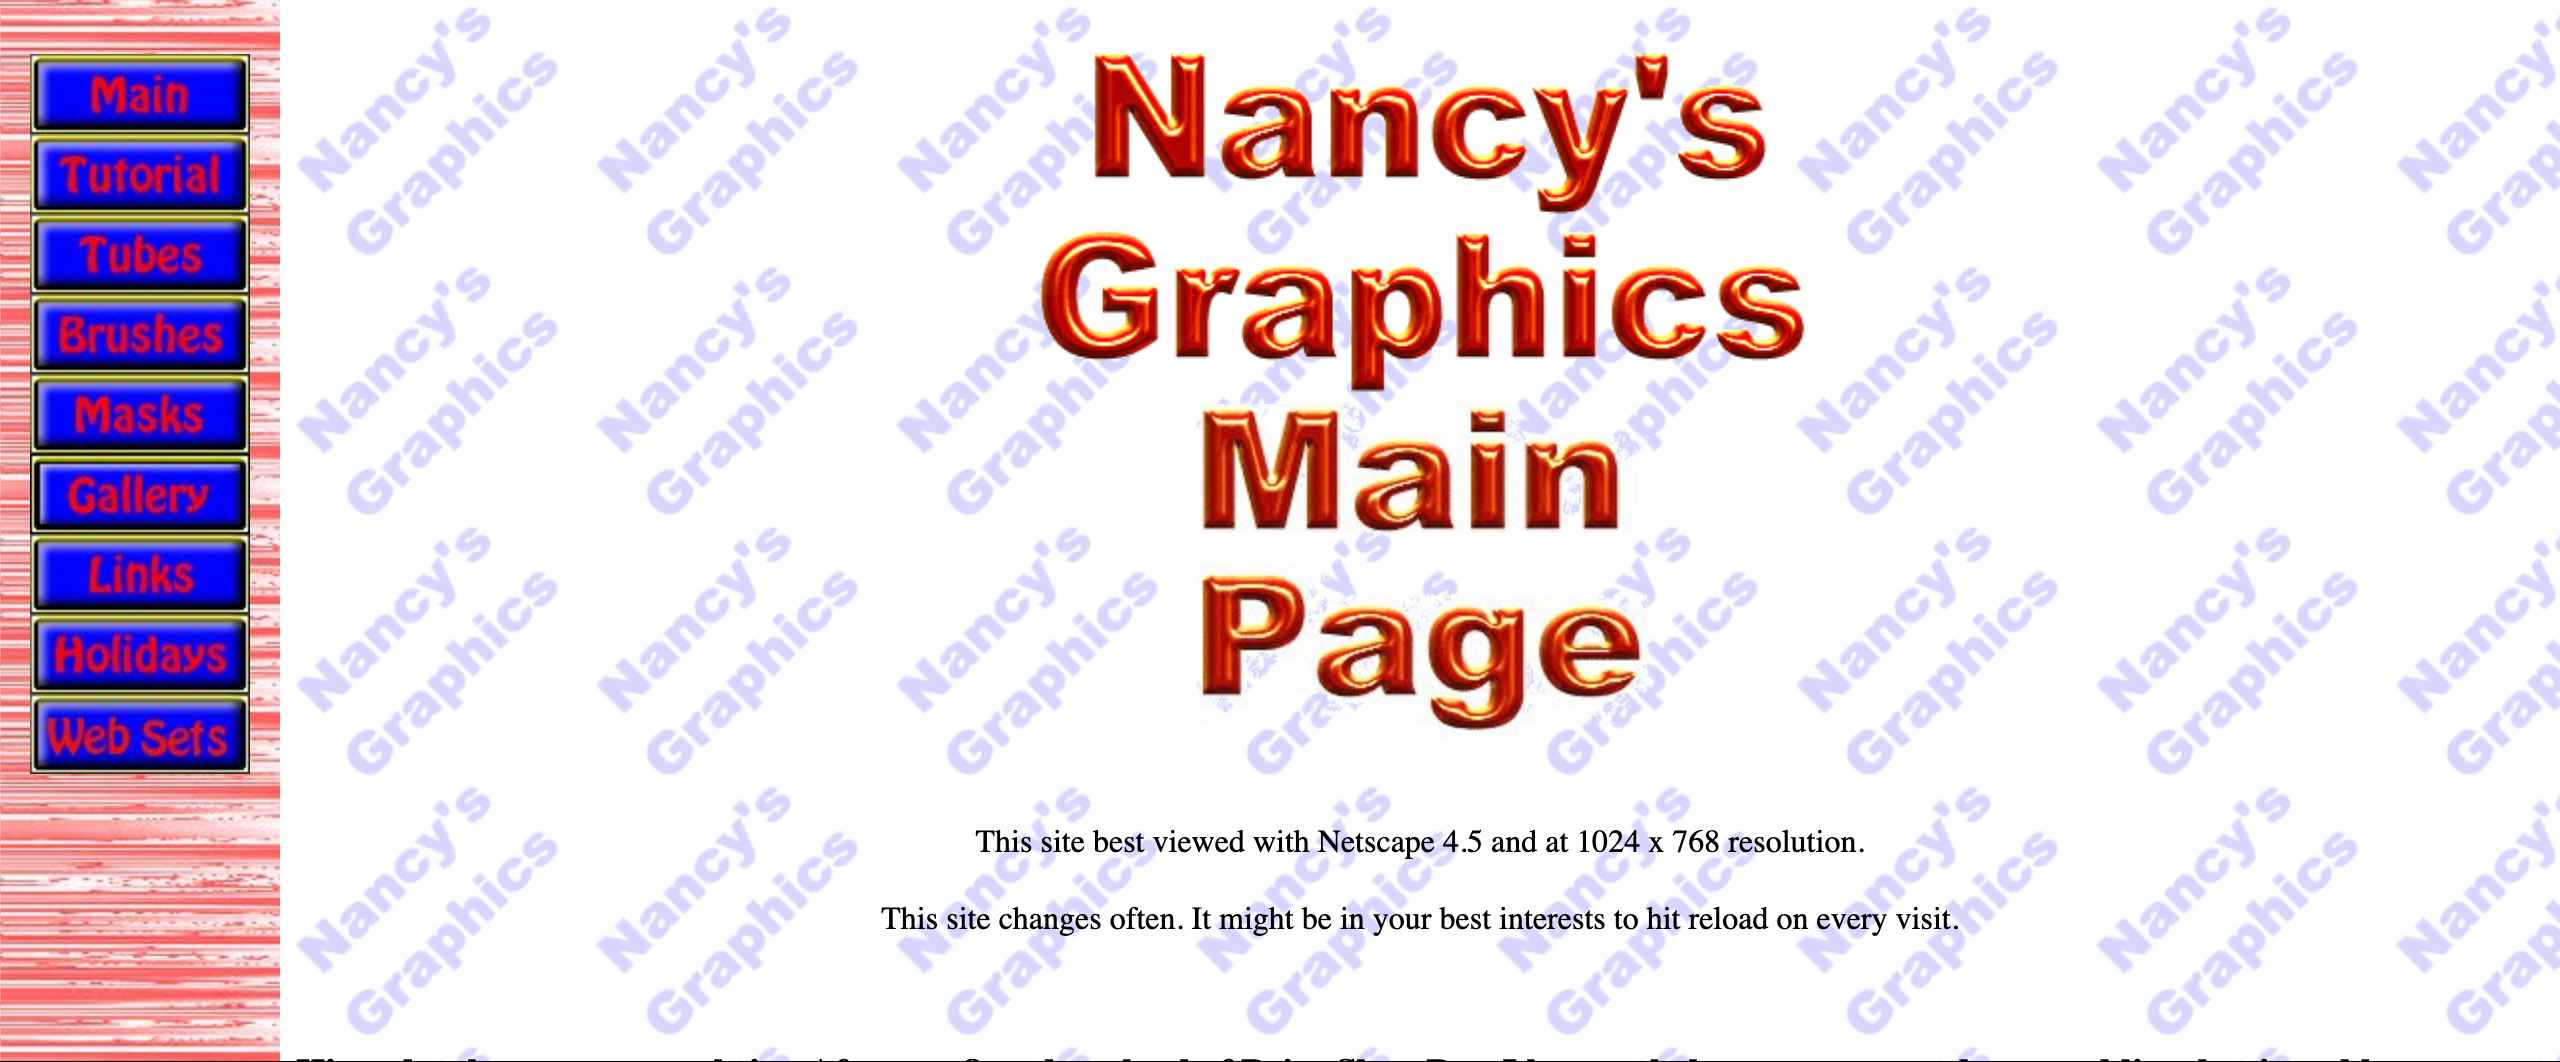 Main
Tutorial
Tubes
Brushes
Masks
Gallery
Links
Holidays
Web Sets
Nancy's
Graphics
Main
Page
This site best viewed with Netscape 4.5 and at 1024 x 768 resolution.
This site changes often. It might be in your best interests to hit reload on every visit.